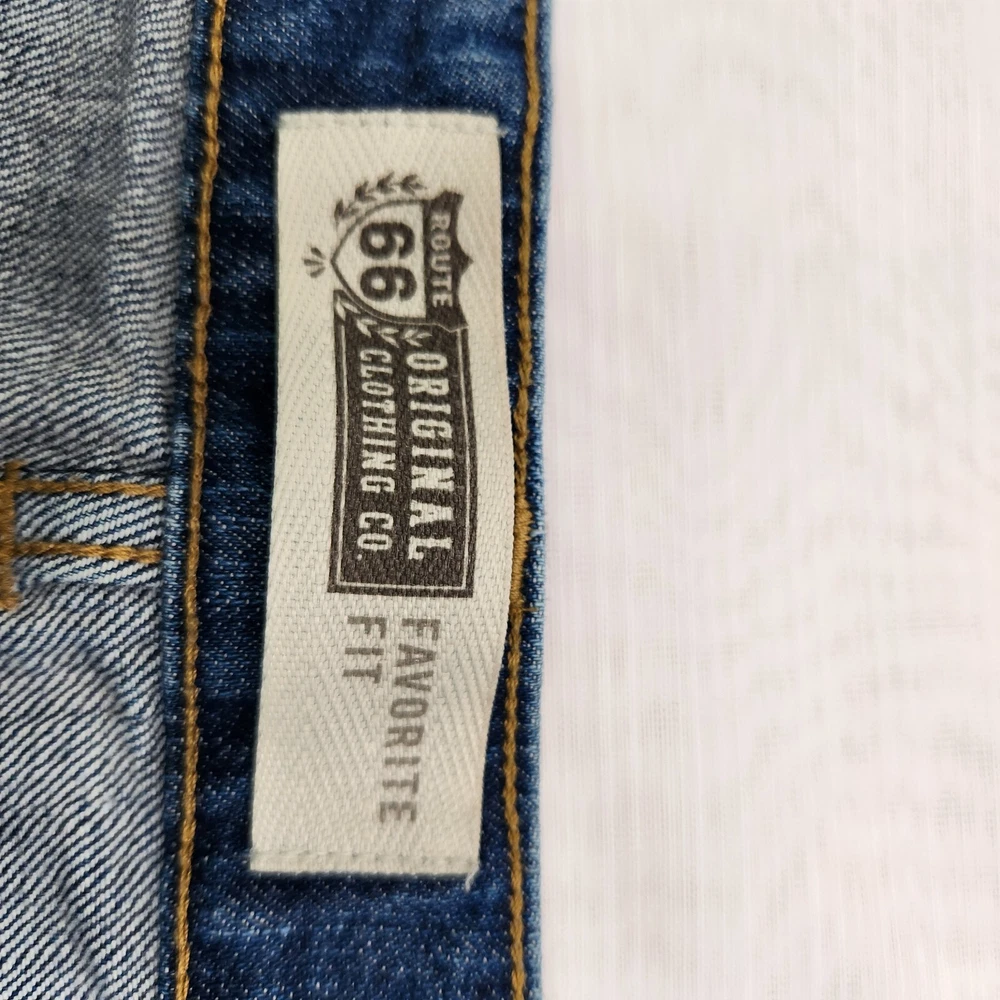 ROUTE
66
ORIGINAL
CLOTHING CO.
FAVORITE
FIT